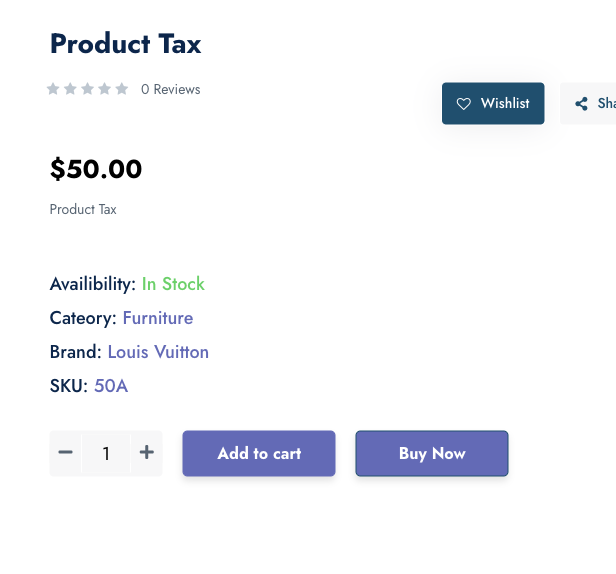 Product Tax
0 Reviews
Wishlist
Sha
$50.00
Product Tax
Availibility: In Stock
Cateory: Furniture
Brand: Louis Vuitton
SKU: 50A
1
Add to cart
Buy Now